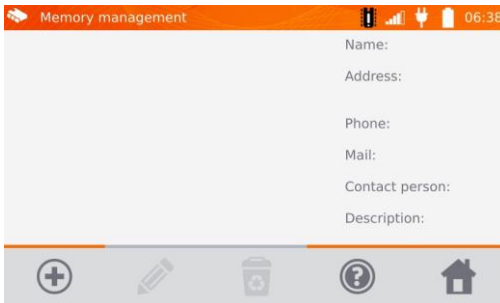 Memory management 06:38
Name:
Address:
Phone:
Mail:
Contact person:
Description: